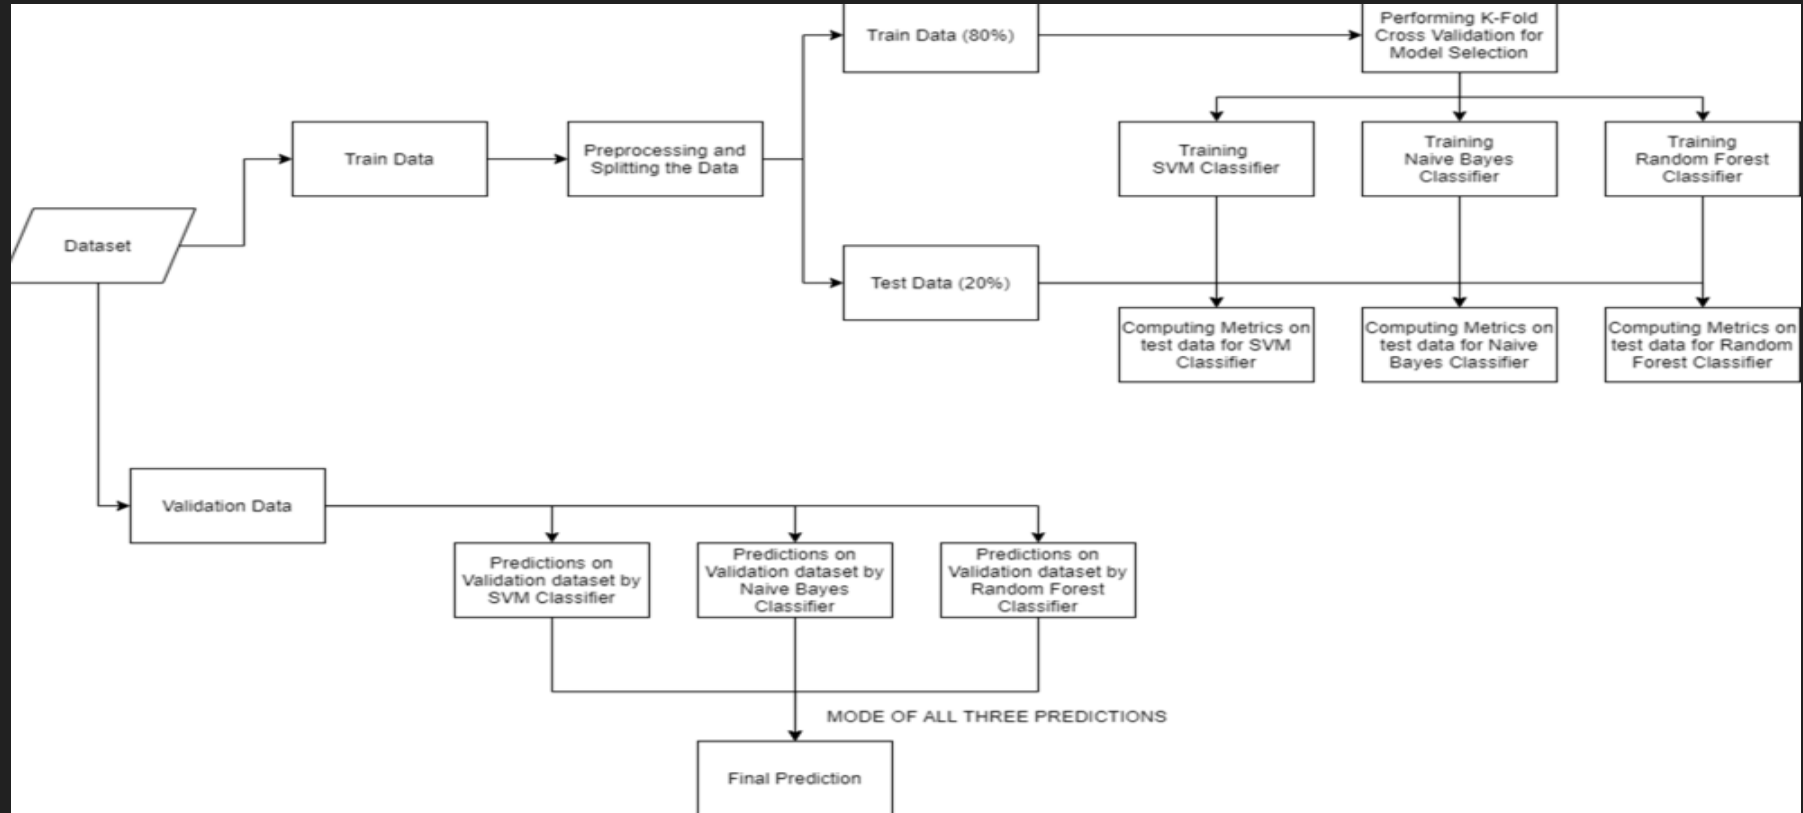 Train Data (80%)
Performing K-Fold
Cross Validation for
Model Selection
Train Data
Preprocessing and
Splitting the Data
Training
SVM Classifier
Training
Naive Bayes
Classifier
Training
Random Forest
Classifier
Dataset
Test Data (20%)
Computing Metrics on
test data for SVM
Classifier
Computing Metrics on
test data for Naive
Bayes Classifier
Computing Metrics on
test data for Random
Forest Classifier
Validation Data
Predictions on
Validation dataset by
SVM Classifier
Predictions on
Validation dataset by
Naive Bayes
Classifier
Predictions on
Validation dataset by
Random Forest
Classifier
MODE OF ALL THREE PREDICTIONS
Final Prediction